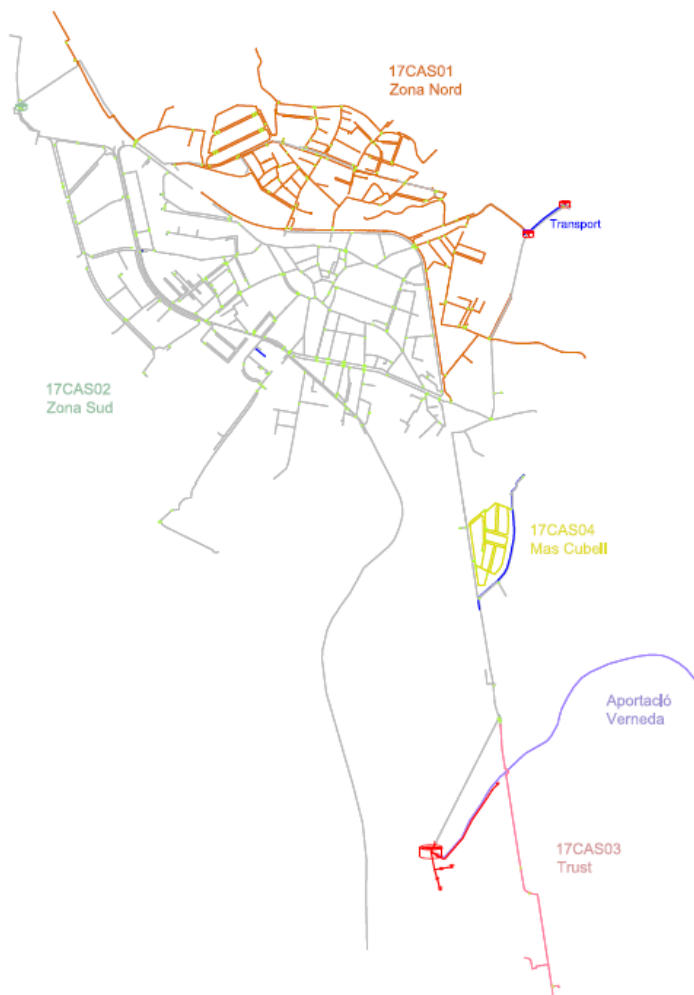 17CAS01
Zona Nord
Transport
17CAS02
Zona Sud
17CAS04
Mas Cubell
Aportació
Verneda
17CAS03
Trust